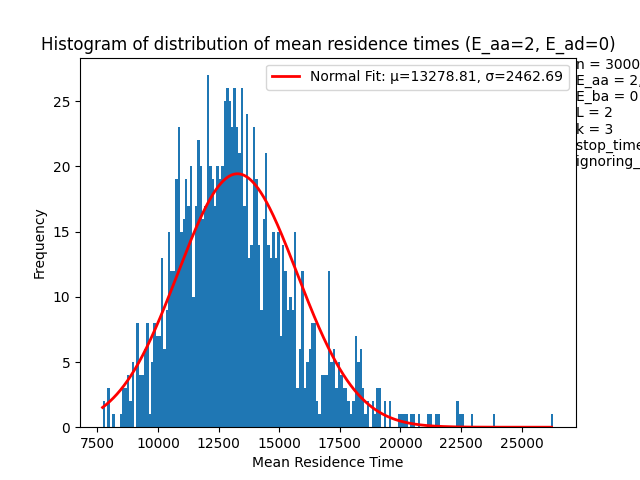 Histogram of distribution of mean residence times (E_aa=2, E_ad=0)
Normal Fit: μ=13278.81, σ=2462.69
n = 3000
E_aa = 2,
E_ba = 0
L = 2
k = 3
stop_time
ignoring_
Frequency
25
20
15
10
5
0
7500 10000 12500 15000 17500 20000 22500 25000
Mean Residence Time